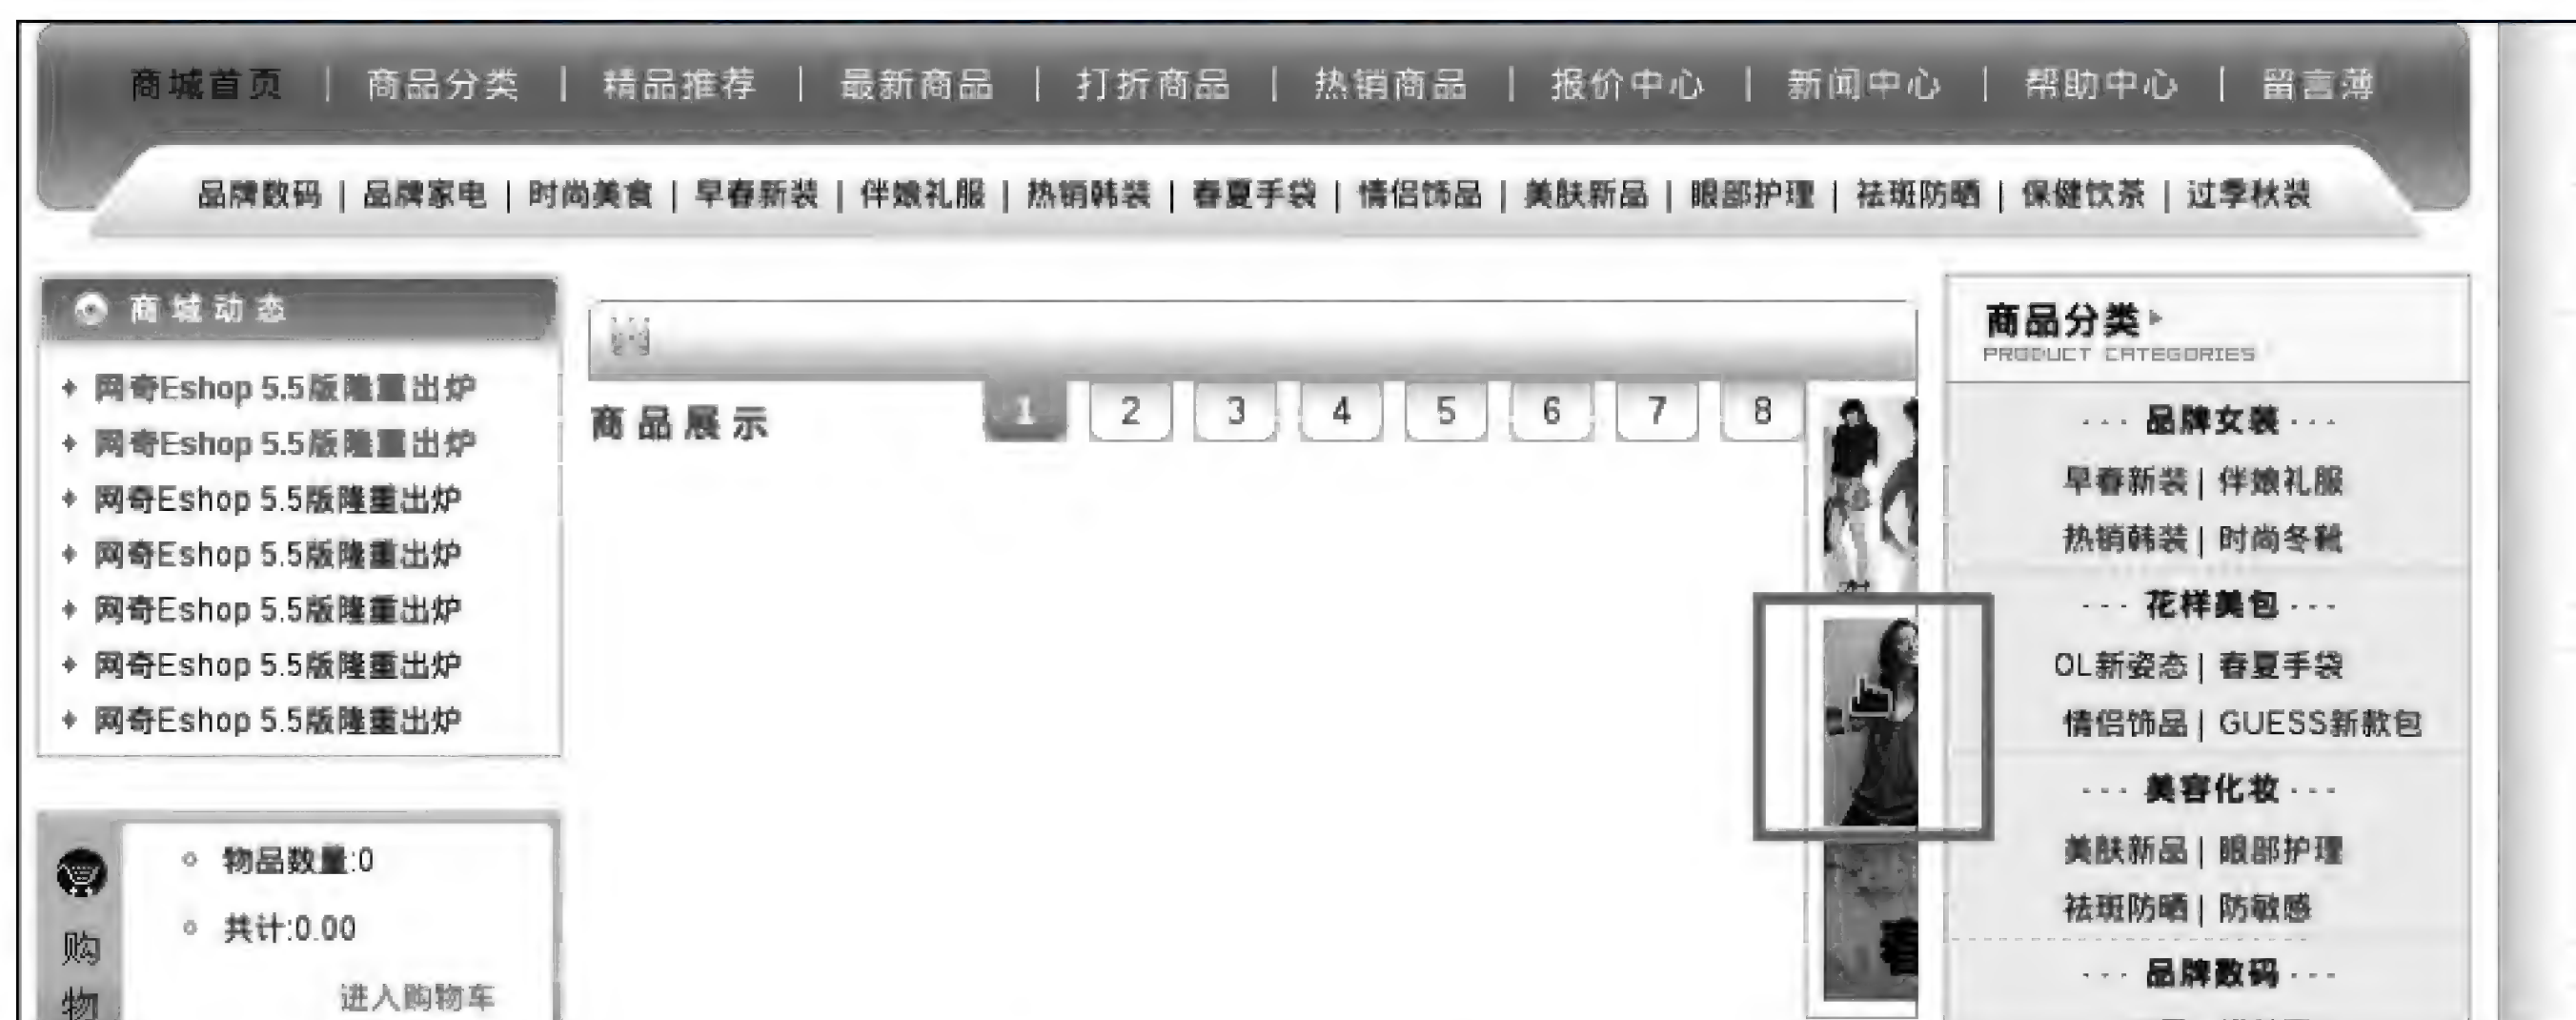 商城首页 | 商品分类 | 精品推荐 | 最新商品 | 打折商品 | 热销商品 | 报价中心 | 新闻中心 | 帮助中心 | 留言薄
品牌数码 | 品牌家电 | 时尚美食 | 早春新装 | 伴娘礼服 | 热销韩装 | 春夏手袋 | 情侣饰品 | 美肤新品 | 眼部护理 | 祛斑防晒 | 保健饮茶 | 过季秋装
商城动态
网奇Eshop 5.5版隆重出炉
网奇Eshop 5.5版隆重出炉
网奇Eshop 5.5版隆重出炉
网奇Eshop 5.5版隆重出炉
网奇Eshop 5.5版隆重出炉
网奇Eshop 5.5版隆重出炉
网奇Eshop 5.5版隆重出炉
物品数量:0
共计:0.00
进入购物车
购
物
商品展示
1 2 3 4 5 6 7 8
商品分类
PRODUCT CATEGORIES
--- 品牌女装 ---
早春新装 | 伴娘礼服
热销韩装 | 时尚冬靴
--- 花样美包 ---
OL新姿态 | 春夏手袋
情侣饰品 | GUESS新款包
--- 美容化妆 ---
美肤新品 | 眼部护理
祛斑防晒 | 防敏感
--- 品牌数码 ---